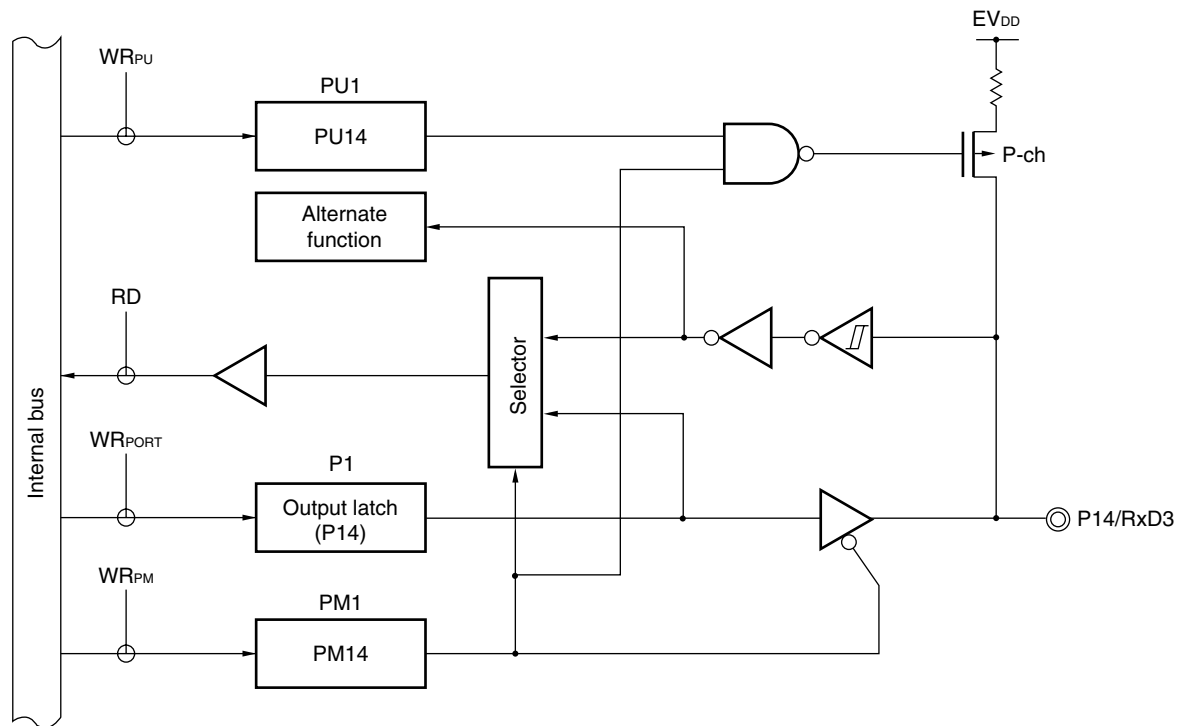 EVDD
WRPU
PU1
PU14
P-ch
Alternate
function
RD
Selector
Internal bus
WRPORT
P1
Output latch
(P14)
P14/RxD3
WRPM
PM1
PM14